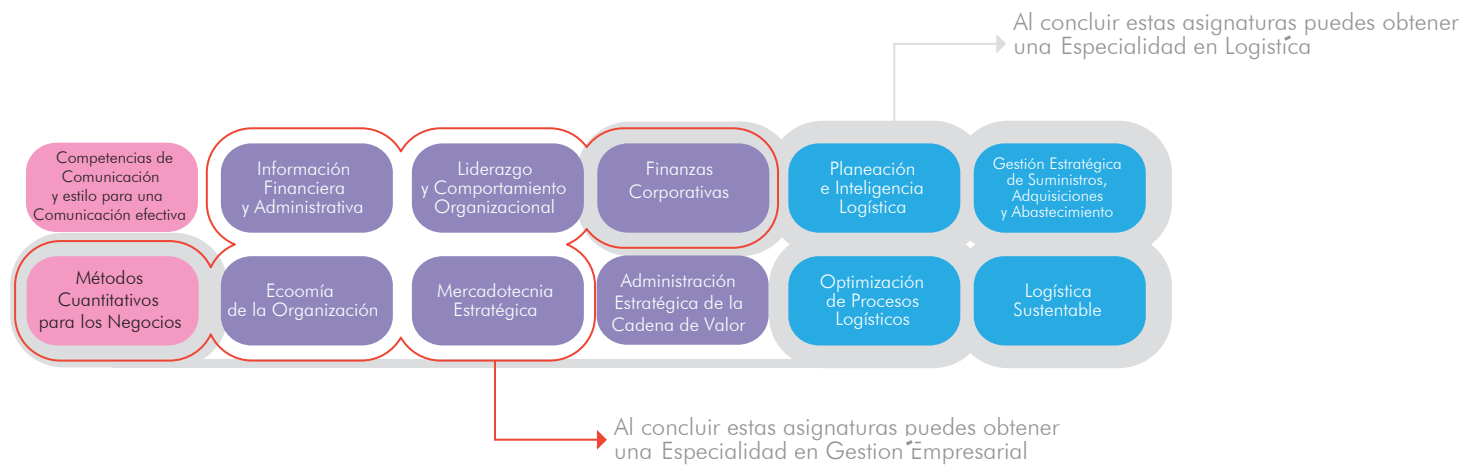 Al concluir estas asignaturas puedes obtener
una Especialidad en Logistíca
Competencias de
Comunicación
y estilo para una
Comunicación efectiva
Información
Financiera
y Administrativa
Liderazgo
y Comportamiento
Organizacional
Finanzas
Corporativas
Planeación
e Inteligencia
Logística
Gestión Estratégica
de Suministros,
Adquisiciones
y Abastecimiento
Métodos
Cuantitativos
para los Negocios
Ecoomía
de la Organización
Mercadotecnia
Estratégica
Administración
Estratégica de la
Cadena de Valor
Optimización
de Procesos
Logísticos
Logística
Sustentable
Al concluir estas asignaturas puedes obtener
una Especialidad en Gestion´Empresarial